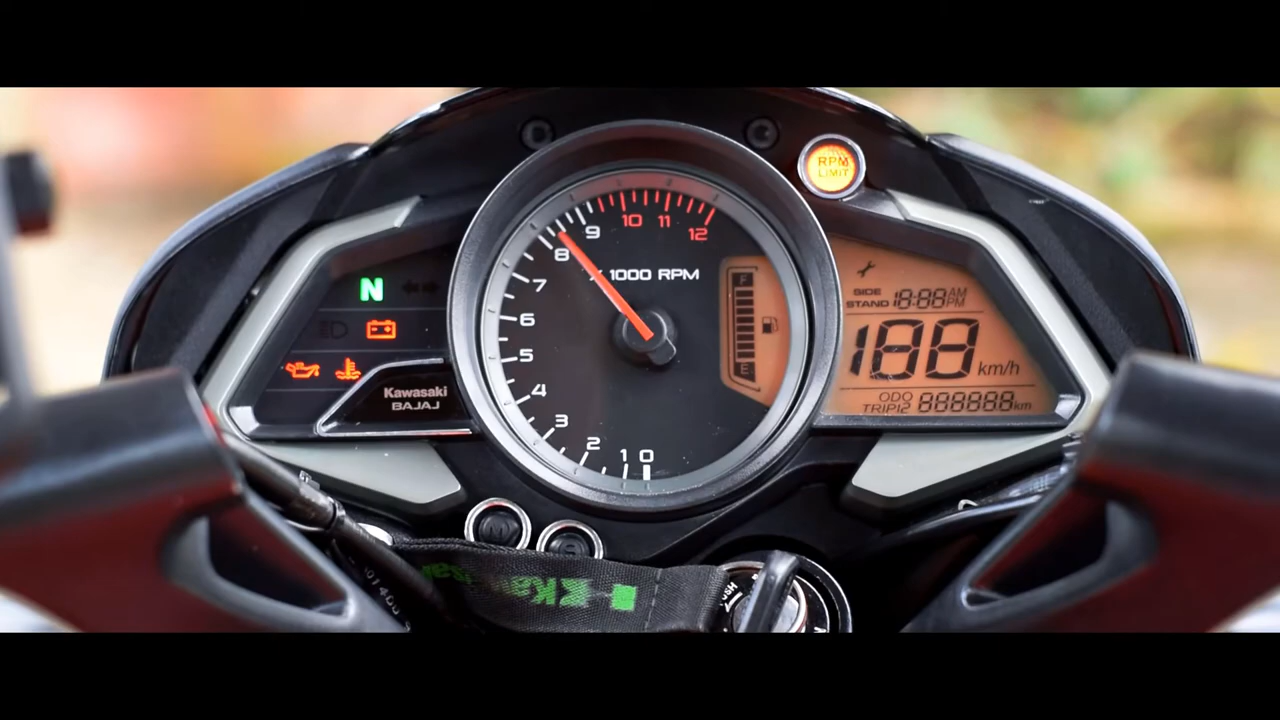 RPM
LIMIT
9
10
11
12
8
X 1000 RPM
7
6
5
4
3
2
1
0
N
Kawasaki
BAJAJ
F
E
SIDE
STAND 18:88 AM
PM
188 km/h
ODO
TRIP12 888888 km